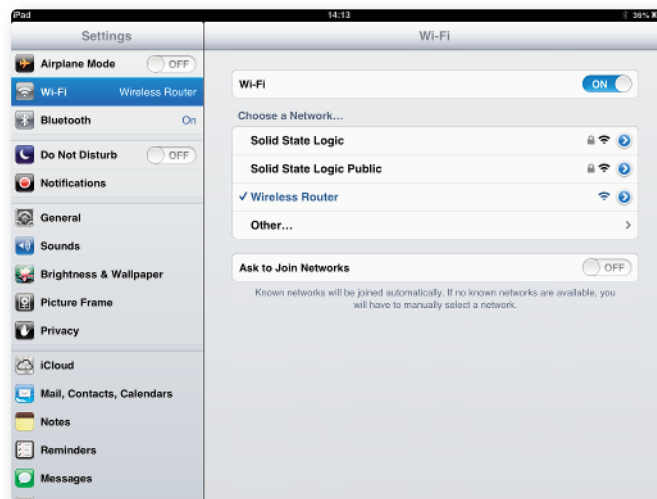 iPad 14:13 36%
Settings
Wi-Fi
Airplane Mode OFF
Wi-Fi Wireless Router
Bluetooth On
Do Not Disturb OFF
Notifications
General
Sounds
Brightness & Wallpaper
Picture Frame
Privacy
iCloud
Mail, Contacts, Calendars
Notes
Reminders
Messages
Wi-Fi ON
Choose a Network...
Solid State Logic
Solid State Logic Public
✓ Wireless Router
Other...
Ask to Join Networks OFF
Known networks will be joined automatically. If no known networks are available, you
will have to manually select a network.